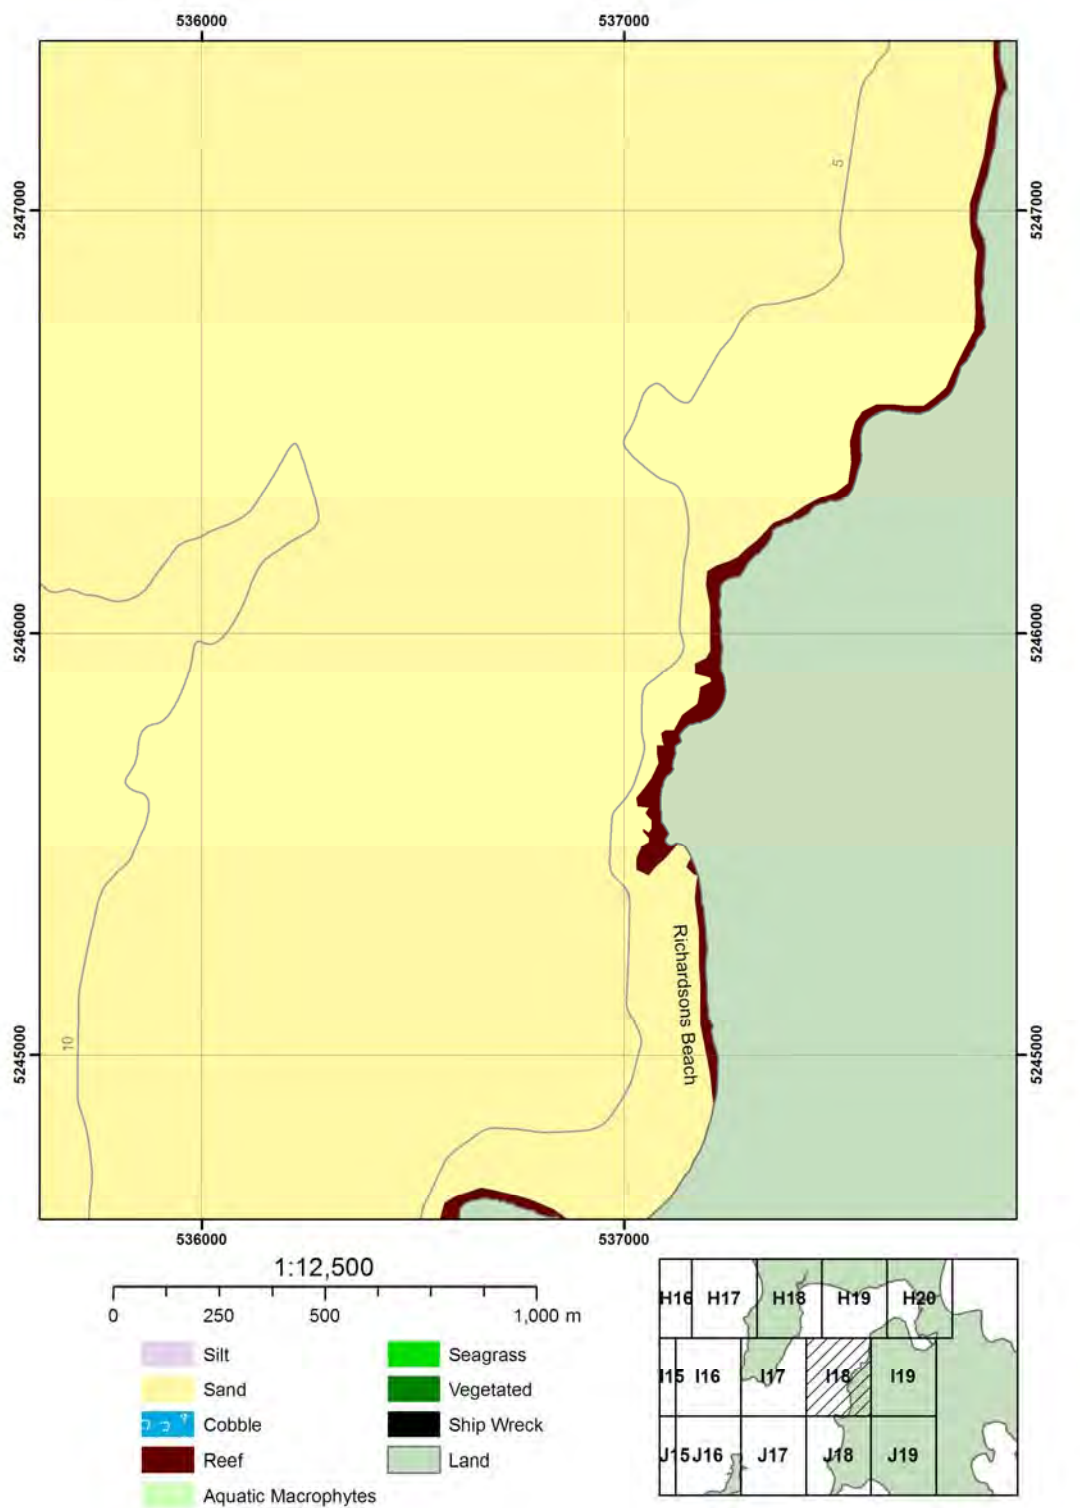 536000 537000
5247000 5247000
5
5246000 5246000
Richardsons Beach
5245000 5245000
10
536000 537000
1:12,500
0 250 500 1,000 m
Silt
Sand
Cobble
Reef
Aquatic Macrophytes
Seagrass
Vegetated
Ship Wreck
Land
H16 H17 H18 H19 H20
I15 I16 I17 I18 I19
J15 J16 J17 J18 J19